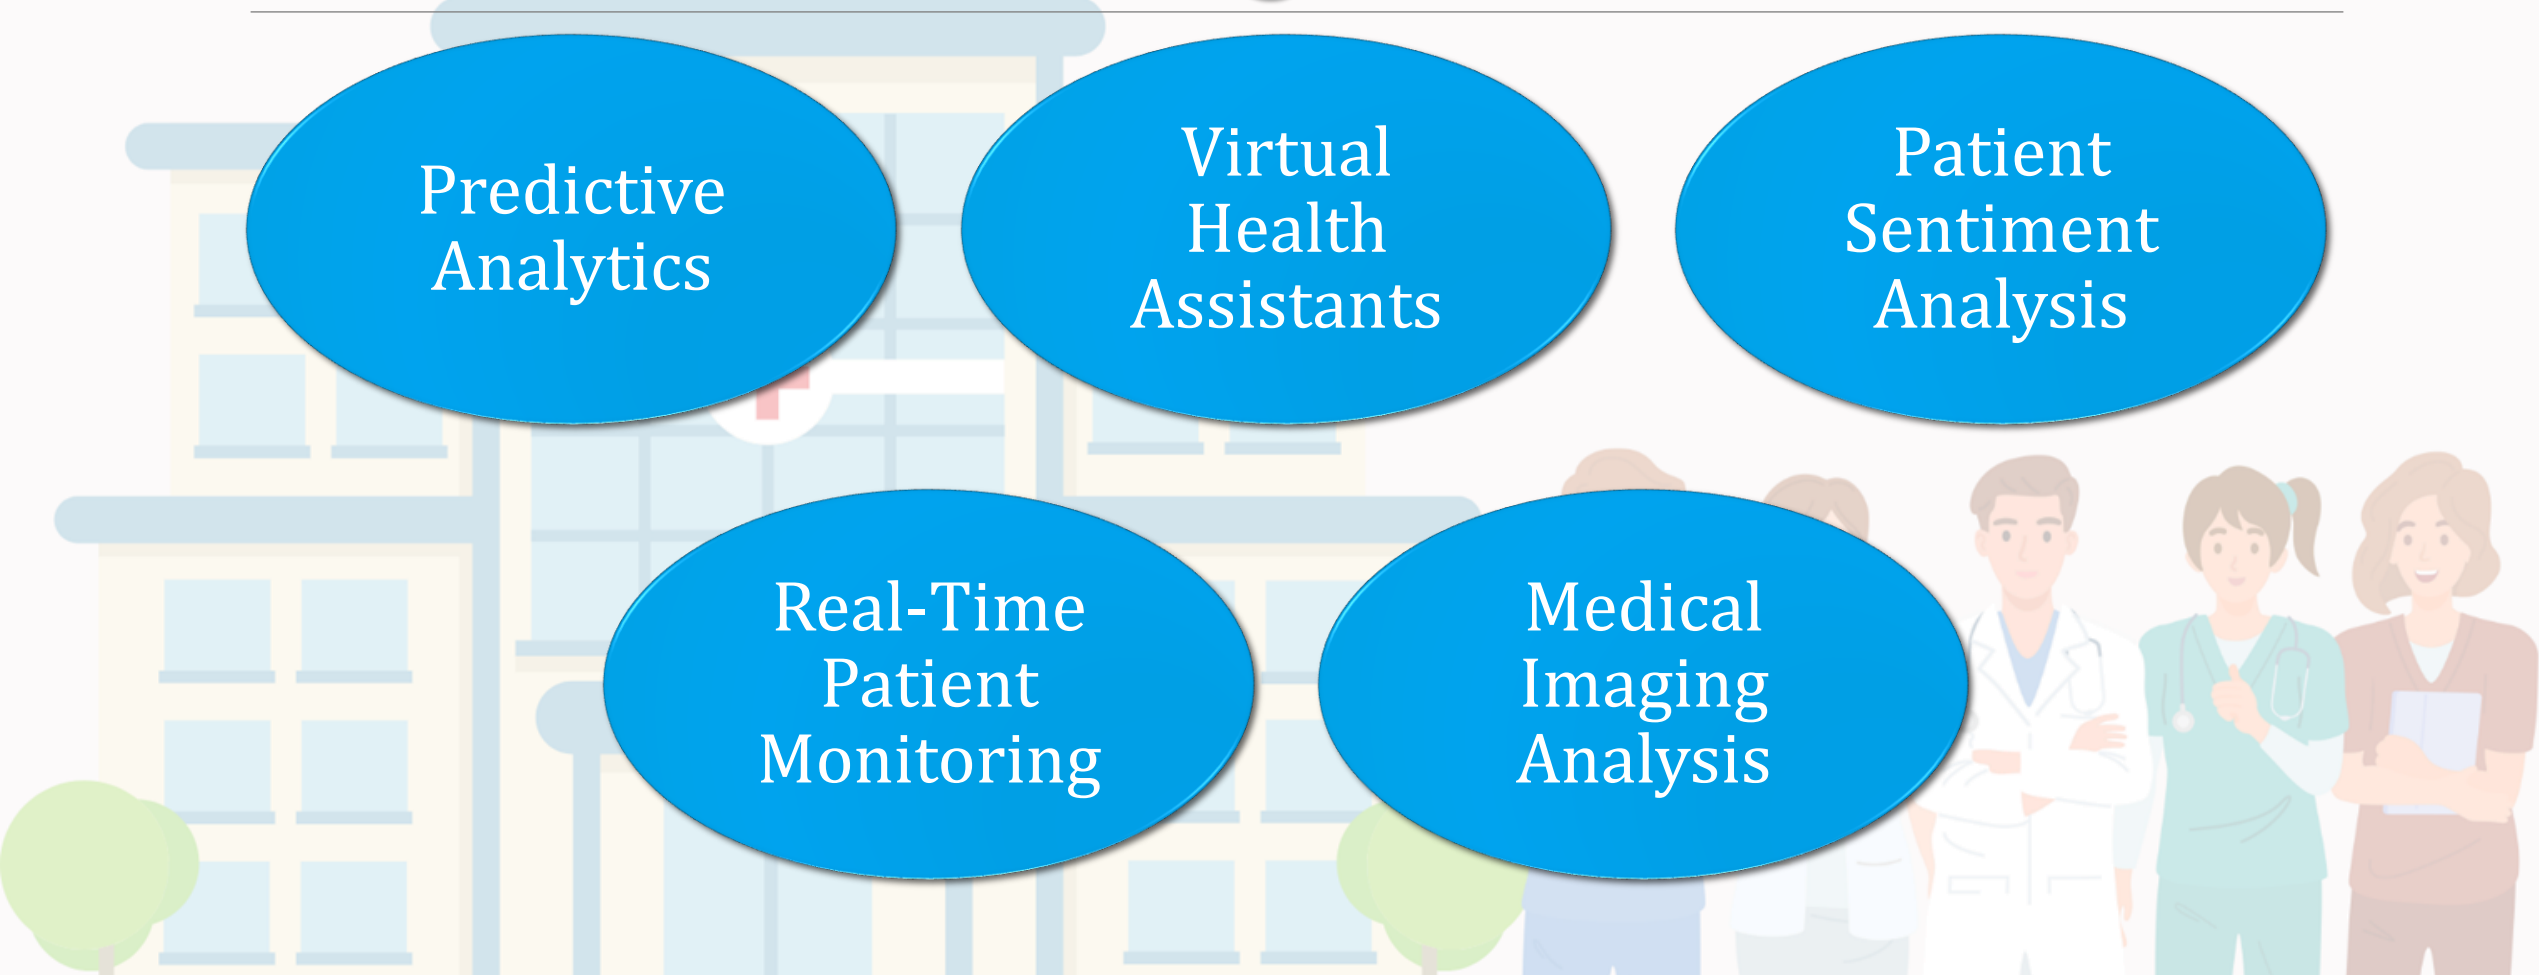 Predictive
Analytics
Virtual
Health
Assistants
Patient
Sentiment
Analysis
Real-Time
Patient
Monitoring
Medical
Imaging
Analysis